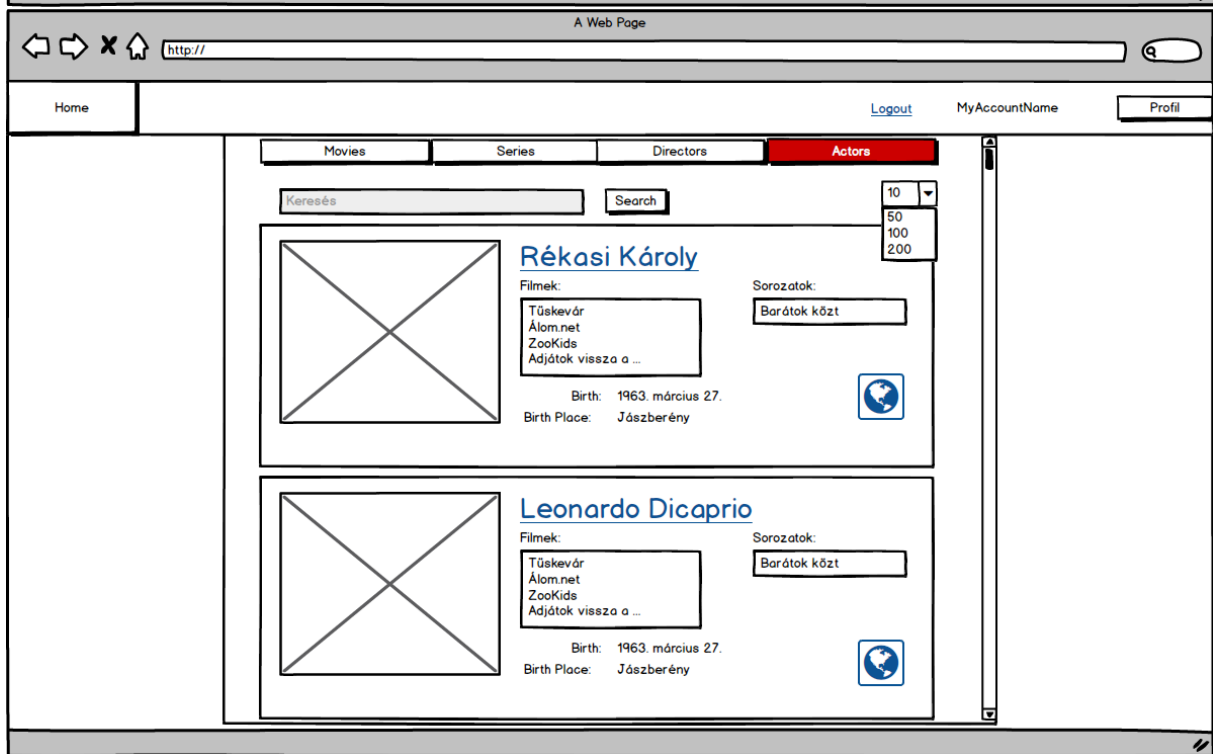 A Web Page
http://
Home
Logout
MyAccountName
Profil
Movies
Series
Directors
Actors
Keresés
Search
10
50
100
200
Rékasi Károly
Filmek:
Sorozatok:
Tüskevár
Álom.net
ZooKids
Adjátok vissza a ...
Barátok közt
Birth: 1963. március 27.
Birth Place: Jászberény
Leonardo Dicaprio
Filmek:
Sorozatok:
Tüskevár
Álom.net
ZooKids
Adjátok vissza a ...
Barátok közt
Birth: 1963. március 27.
Birth Place: Jászberény